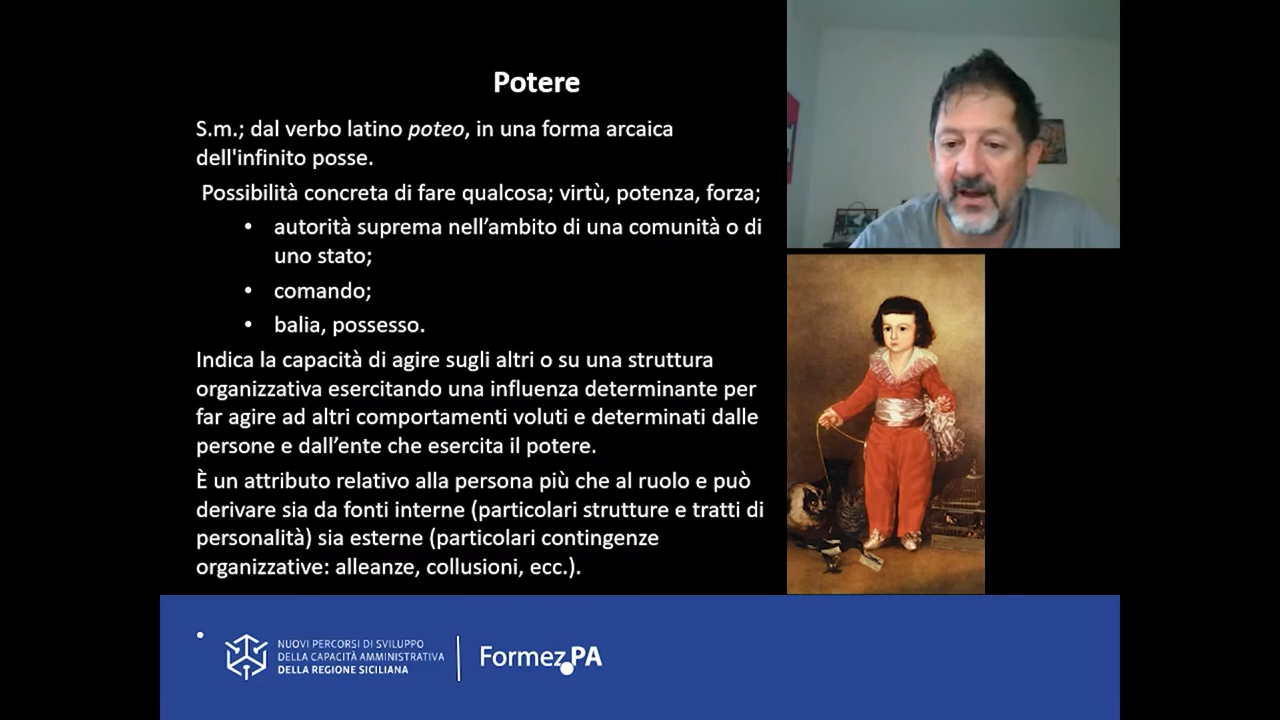 Potere
S.m.; dal verbo latino poteo, in una forma arcaica
dell'infinito posse.
Possibilità concreta di fare qualcosa; virtù, potenza, forza;
• autorità suprema nell’ambito di una comunità o di
uno stato;
• comando;
• balia, possesso.
Indica la capacità di agire sugli altri o su una struttura
organizzativa esercitando una influenza determinante per
far agire ad altri comportamenti voluti e determinati dalle
persone e dall’ente che esercita il potere.
È un attributo relativo alla persona più che al ruolo e può
derivare sia da fonti interne (particolari strutture e tratti di
personalità) sia esterne (particolari contingenze
organizzative: alleanze, collusioni, ecc.).
NUOVI PERCORSI DI SVILUPPO
DELLA CAPACITÀ AMMINISTRATIVA
DELLA REGIONE SICILIANA
Formez PA